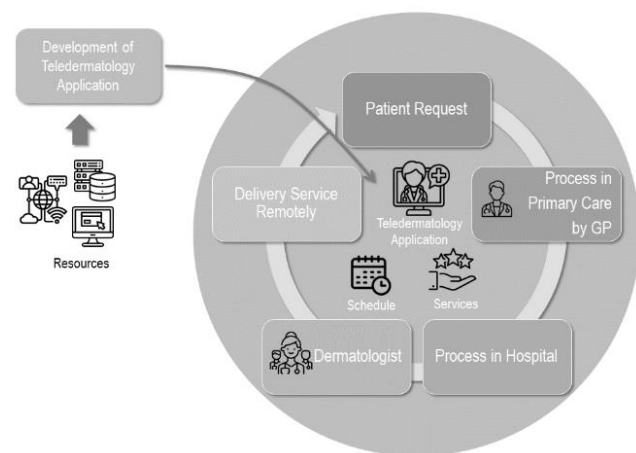 Development of
Teledermatology
Application
Resources
Patient Request
Process in
Primary Care
by GP
Delivery Service
Remotely
Teledermatology
Application
Schedule
Services
Dermatologist
Process in Hospital